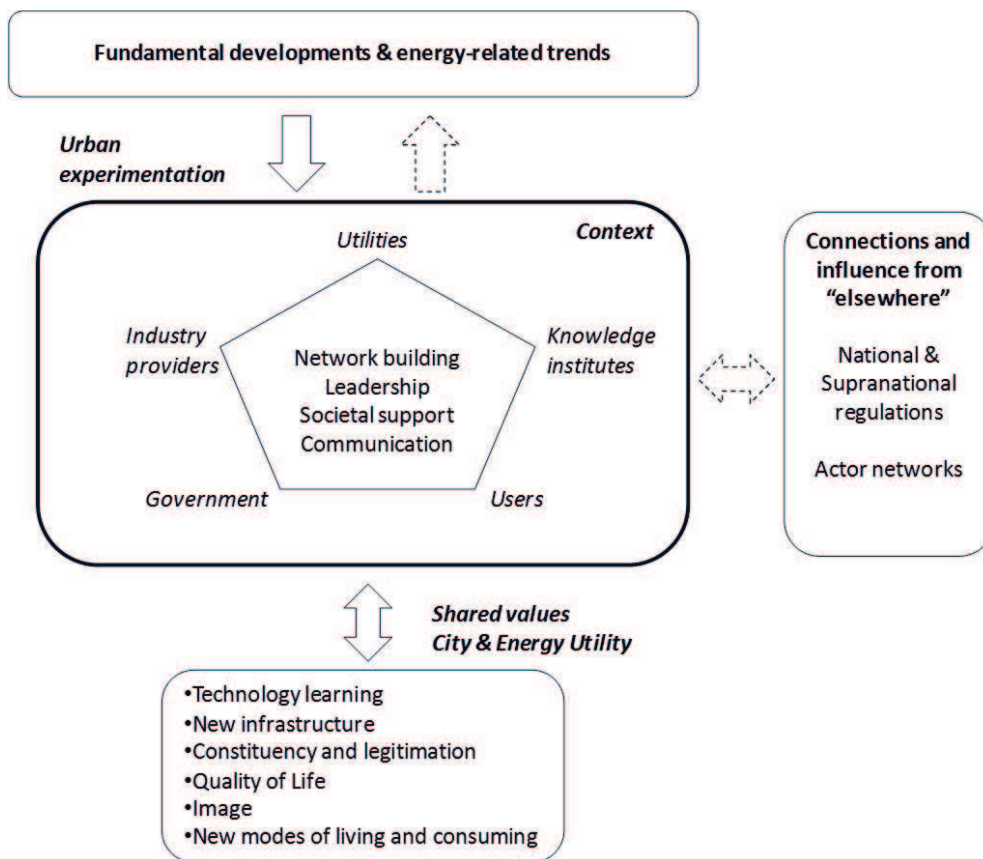 Fundamental developments & energy-related trends
Urban
experimentation
Context
Utilities
Industry
providers
Knowledge
institutes
Network building
Leadership
Societal support
Communication
Government
Users
Connections and
influence from
“elsewhere”
National &
Supranational
regulations
Actor networks
Shared values
City & Energy Utility
•Technology learning
•New infrastructure
•Constituency and legitimation
•Quality of Life
•Image
•New modes of living and consuming